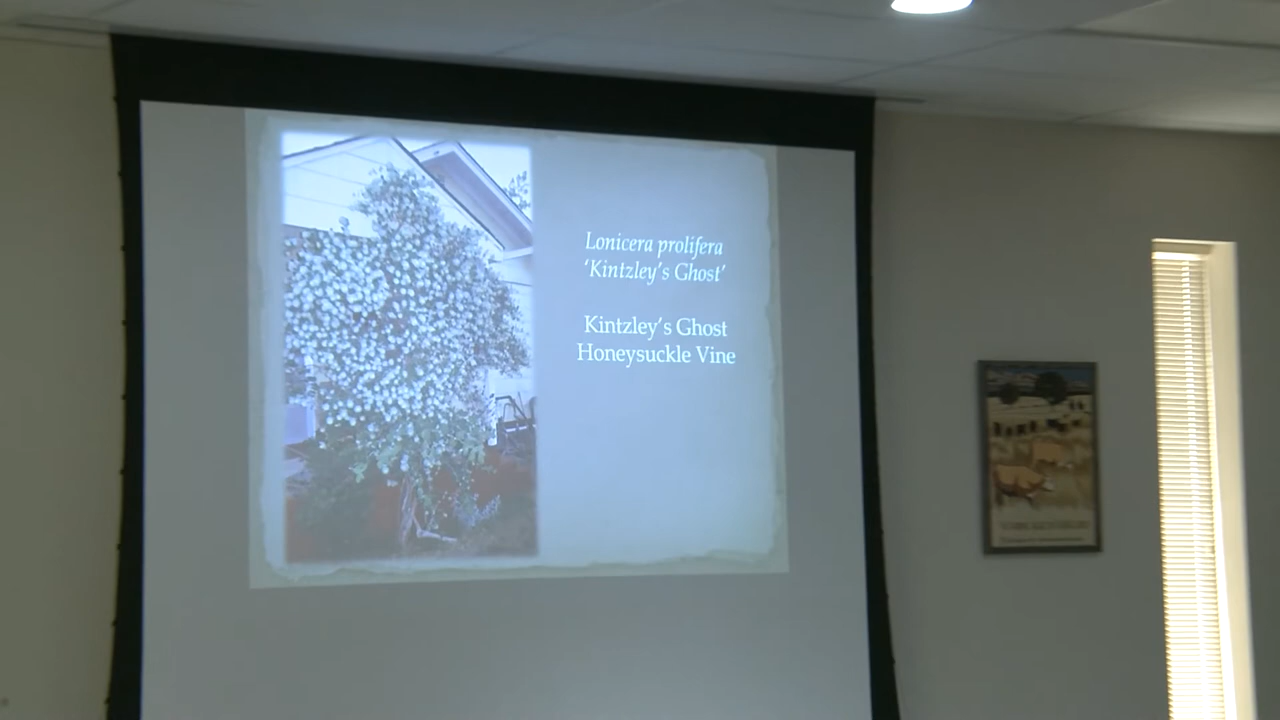 Lonicera prolifera
‘Kintzley’s Ghost’
Kintzley’s Ghost
Honeysuckle Vine